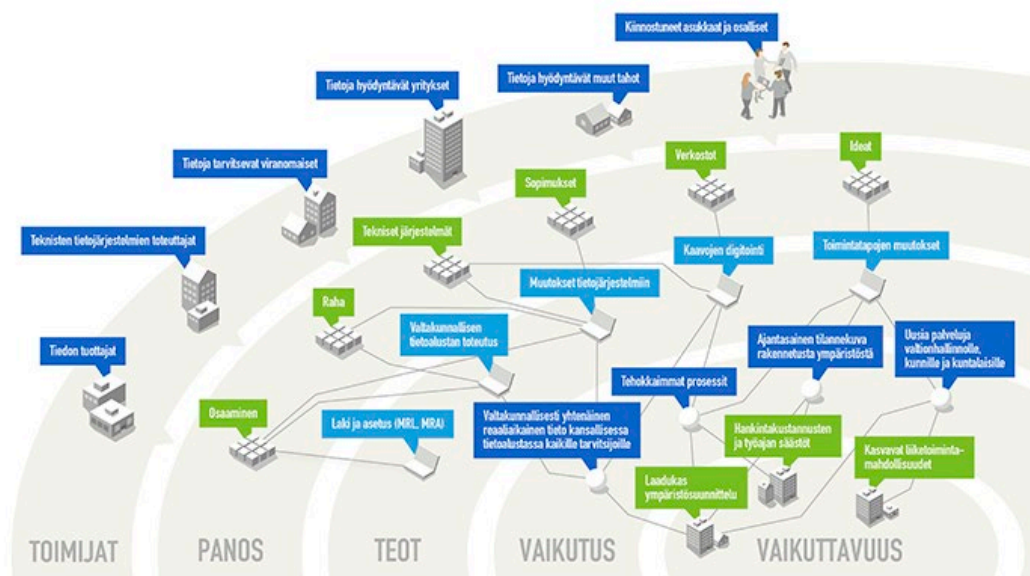 Kiinnostuneet asukkaat ja osalliset
Tietoja hyödyntävät yritykset
Tietoja hyödyntävät muut tahot
Tietoja tarvitsevat viranomaiset
Teknisten tietojärjestelmien toteuttajat
Tiedon tuottajat
Sopimukset
Verkostot
Ideat
Tekniset järjestelmät
Raha
Osaaminen
Muutokset tietojärjestelmiin
Kaavojen digitointi
Toimintatapojen muutokset
Valtakunnallisen
tietoalustan toteutus
Laki ja asetus (MRL, MRA)
Valtakunnallisesti yhtenäinen
reaaliaikainen tieto kansallisessa
tietoalustassa kaikille tarvitsijoille
Tehokkaimmat prosessit
Ajantasainen tilannekuva
rakennetusta ympäristöstä
Uusia palveluja
valtionhallinnolle,
kunnille ja kuntalaisille
Laadukas
ympäristösuunnittelu
Hankintakustannusten
ja työajan säästöt
Kasvavat liiketoiminta-
mahdollisuudet
TOIMIJAT
PANOS
TEOT
VAIKUTUS
VAIKUTTAVUUS